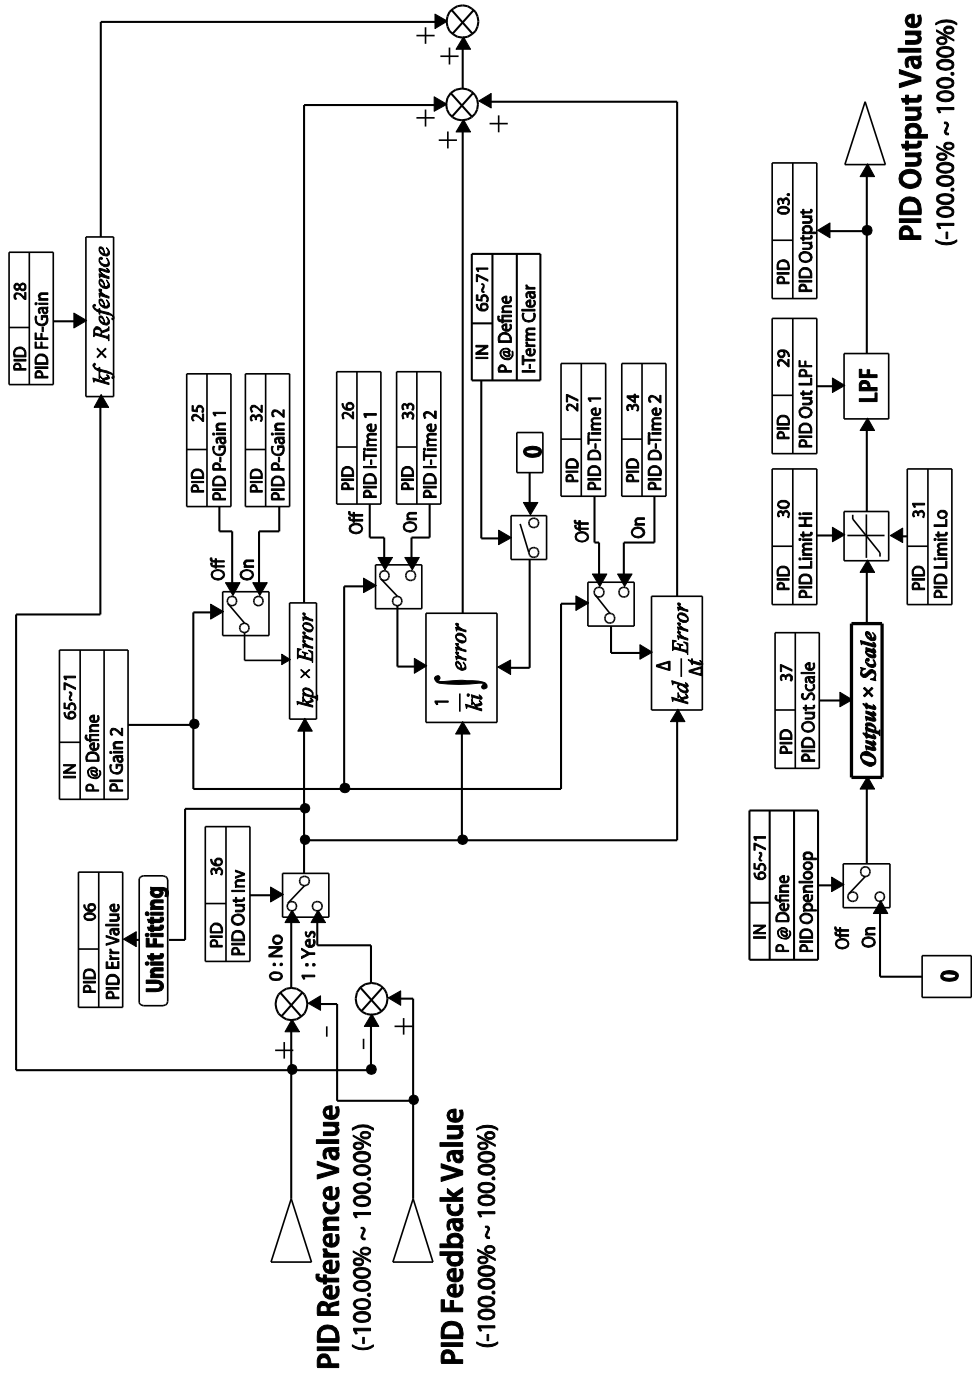 PID 28
PID FF-Gain
kf × Reference
PID 25
PID P-Gain 1
PID 32
PID P-Gain 2
Off
On
IN 65~71
P @ Define
PI Gain 2
kp × Error
PID 06
PID Err Value
Unit Fitting
PID 36
PID Out Inv
0 : No
1 : Yes
+
-
-
+
PID Reference Value
(-100.00% ~ 100.00%)
PID Feedback Value
(-100.00% ~ 100.00%)
PID 26
PID I-Time 1
PID 33
PID I-Time 2
Off
On
1
ki
∫ error
IN 65~71
P @ Define
I-Term Clear
0
PID 27
PID D-Time 1
PID 34
PID D-Time 2
Off
On
kd Δ/Δt Error
+
+
+
+
+
IN 65~71
P @ Define
PID Openloop
Off
On
0
PID 37
PID Out Scale
Output × Scale
PID 30
PID Limit Hi
PID 31
PID Limit Lo
PID 29
PID Out LPF
LPF
PID 03.
PID Output
PID Output Value
(-100.00% ~ 100.00%)